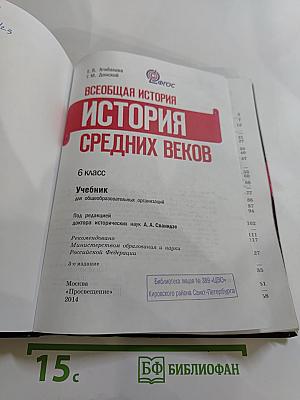 Е. В. Агибалова
Г. М. Донской
ФГОС
ВСЕОБЩАЯ ИСТОРИЯ
ИСТОРИЯ
СРЕДНИХ ВЕКОВ
6 класс
Учебник
для общеобразовательных организаций
Под редакцией
доктора исторических наук А. А. Сванидзе
Рекомендовано
Министерством образования и науки
Российской Федерации
3-е издание
Библиотека лицея № 389 «ЦЭО»
Кировского района Санкт-Петербурга
Москва
«Просвещение»
2014
15с
БФ БИБЛИОФАН